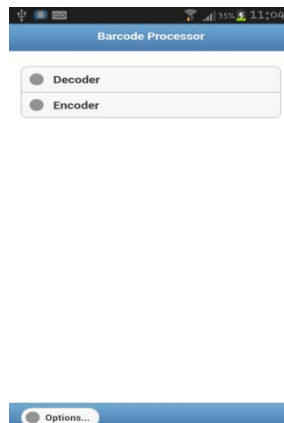 35% 11:04
Barcode Processor
Decoder
Encoder
Options...